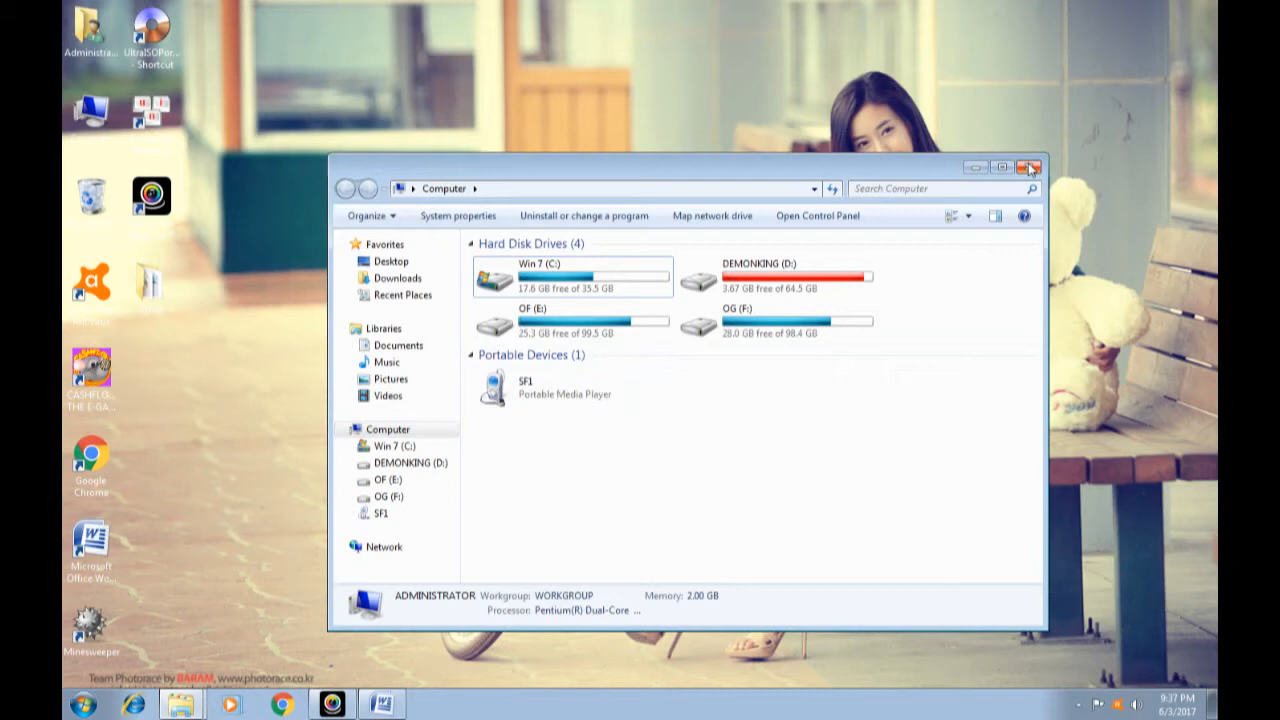 Administra...
UltraISOPor...
- Shortcut
CASHFLO...
THE E-GA...
Google
Chrome
Microsoft
Office Wo...
Minesweeper
Computer
Search Computer
Organize
System properties
Uninstall or change a program
Map network drive
Open Control Panel
Favorites
Desktop
Downloads
Recent Places
Libraries
Documents
Music
Pictures
Videos
Computer
Win 7 (C:)
DEMONKING (D:)
OF (E:)
OG (F:)
SF1
Network
Hard Disk Drives (4)
Win 7 (C:)
17.6 GB free of 35.5 GB
DEMONKING (D:)
3.67 GB free of 64.5 GB
OF (E:)
25.3 GB free of 99.5 GB
OG (F:)
28.0 GB free of 98.4 GB
Portable Devices (1)
SF1
Portable Media Player
ADMINISTRATOR
Workgroup: WORKGROUP
Memory: 2.00 GB
Processor: Pentium(R) Dual-Core ...
Team Photorace by BARAM, www.photorace.co.kr
9:37 PM
6/3/2017